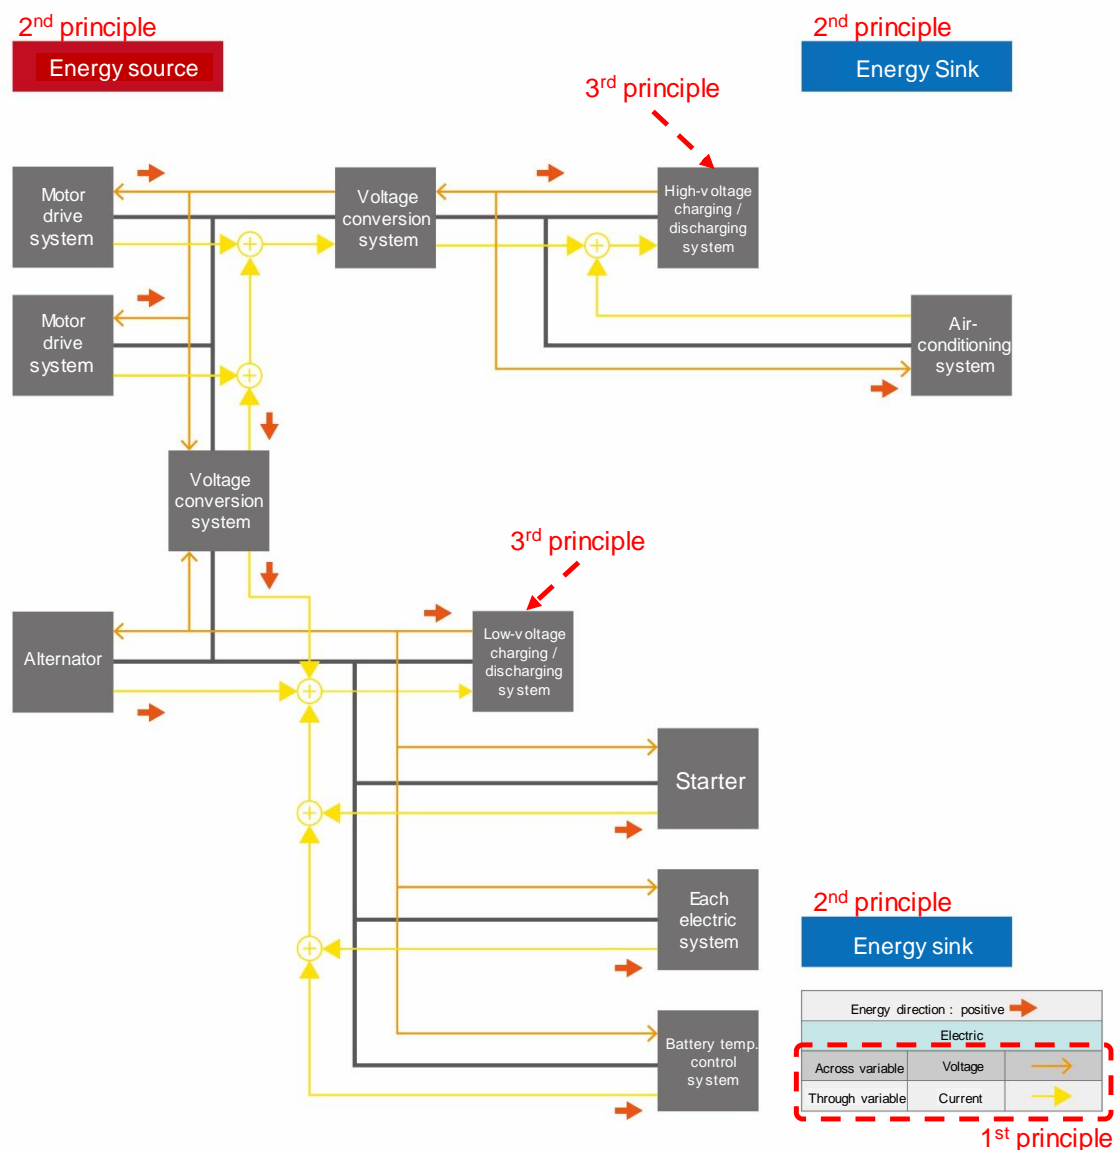 2nd principle
Energy source
2nd principle
Energy Sink
3rd principle
Motor
drive
system
Voltage
conversion
system
High-voltage
charging /
discharging
system
Motor
drive
system
Air-
conditioning
system
Voltage
conversion
system
3rd principle
Alternator
Low-voltage
charging /
discharging
system
Starter
Each
electric
system
2nd principle
Energy sink
Battery temp.
control
system
Energy direction : positive
Electric
Across variable Voltage
Through variable Current
1st principle